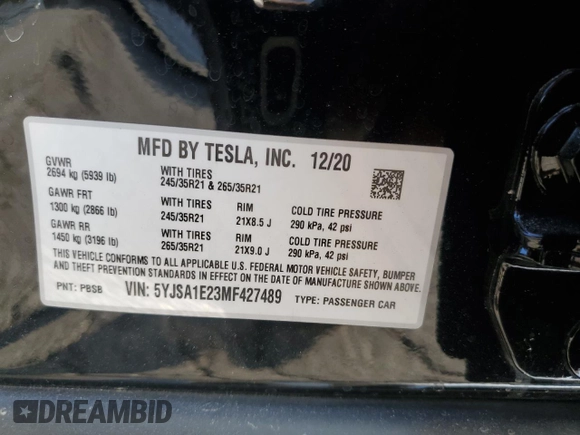 MFD BY TESLA, INC. 12/20
GVWR
2694 kg (5939 lb)
WITH TIRES
245/35R21 & 265/35R21
GAWR FRT
1300 kg (2866 lb)
WITH TIRES
245/35R21
RIM
21X8.5 J
COLD TIRE PRESSURE
290 kPa, 42 psi
GAWR RR
1450 kg (3196 lb)
WITH TIRES
265/35R21
RIM
21X9.0 J
COLD TIRE PRESSURE
290 kPa, 42 psi
THIS VEHICLE CONFORMS TO ALL APPLICABLE U.S. FEDERAL MOTOR VEHICLE SAFETY, BUMPER
AND THEFT PREVENTION STANDARDS IN EFFECT ON THE DATE OF MANUFACTURE SHOWN ABOVE.
PNT: PBSB
VIN: 5YJSA1E23MF427489
TYPE: PASSENGER CAR
DREAMBID